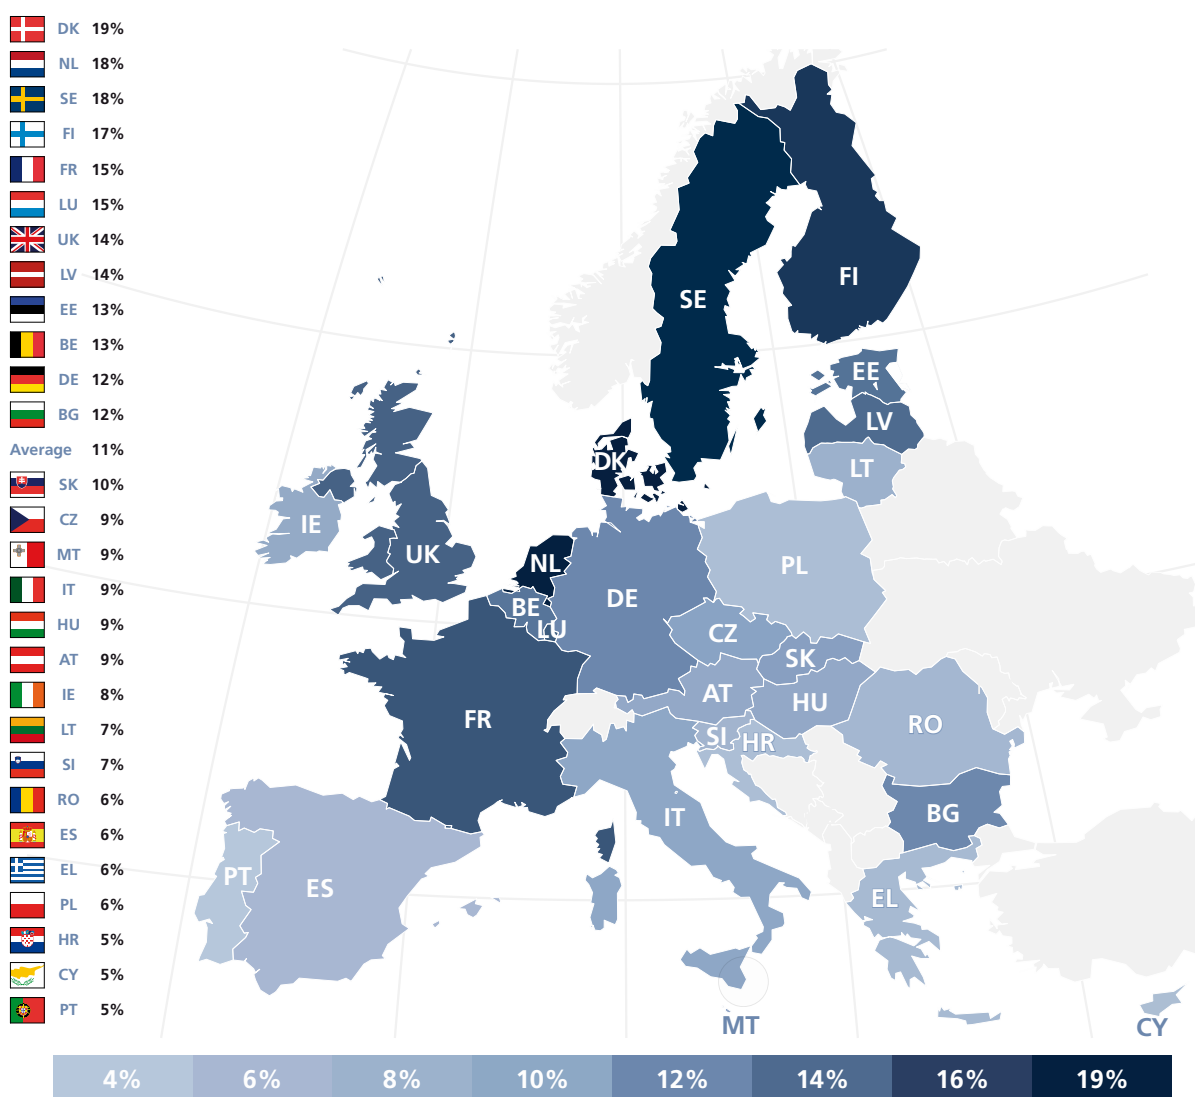 DK 19%
NL 18%
SE 18%
FI 17%
FR 15%
LU 15%
UK 14%
LV 14%
EE 13%
BE 13%
DE 12%
BG 12%
Average 11%
SK 10%
CZ 9%
MT 9%
IT 9%
HU 9%
AT 9%
IE 8%
LT 7%
SI 7%
RO 6%
ES 6%
EL 6%
PL 6%
HR 5%
CY 5%
PT 5%
FI
SE
EE
LV
DK
LT
IE
UK
NL
PL
BE
DE
LU
CZ
SK
AT
HU
FR
SI
HR
RO
IT
BG
PT
ES
EL
MT
CY
4% 6% 8% 10% 12% 14% 16% 19%